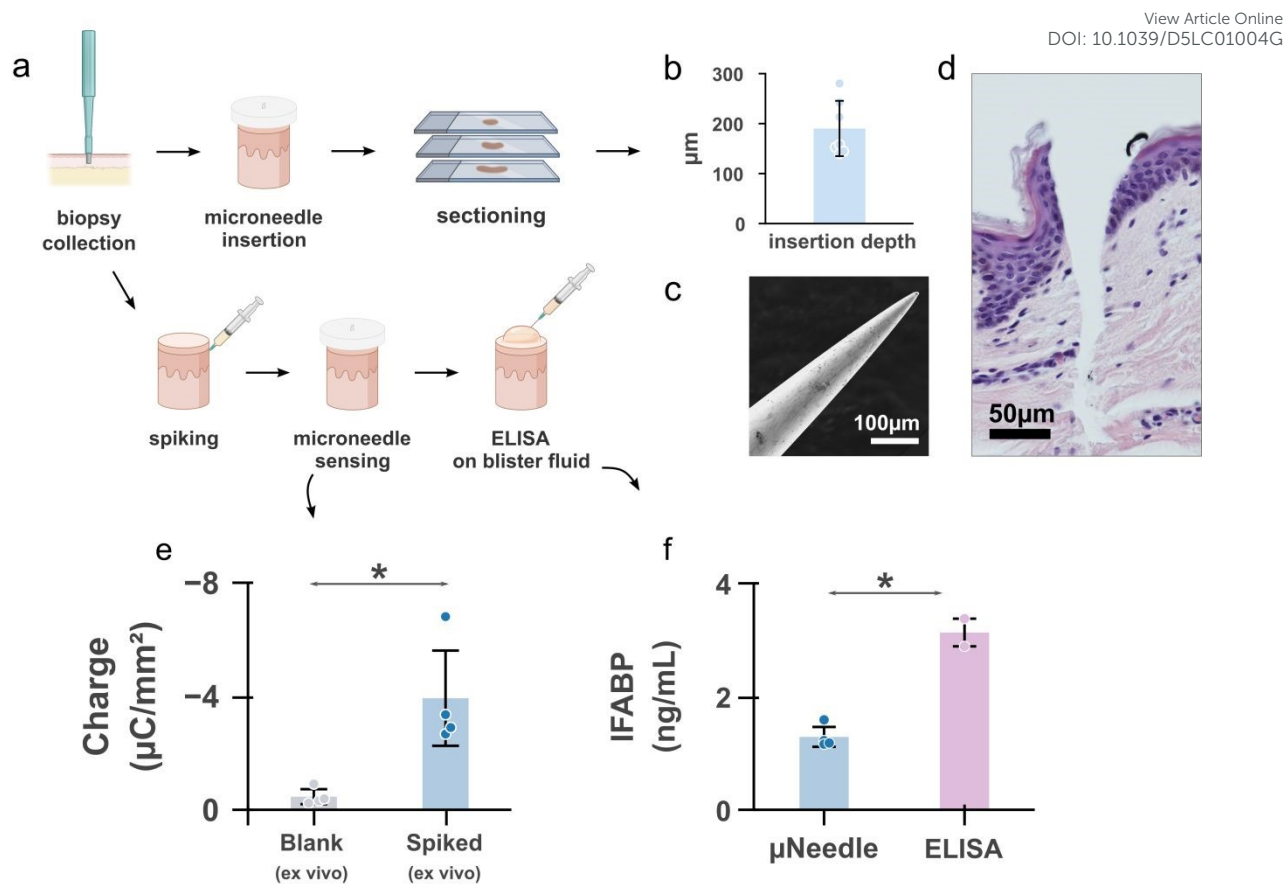 View Article Online
DOI: 10.1039/D5LC01004G
a
biopsy
collection
microneedle
insertion
sectioning
spiking
microneedle
sensing
ELISA
on blister fluid
b
300
200
100
0
µm
insertion depth
c
100µm
d
50µm
e
−8
−4
0
Charge
(µC/mm²)
*
Blank
(ex vivo)
Spiked
(ex vivo)
f
4
2
0
IFABP
(ng/mL)
*
µNeedle
ELISA